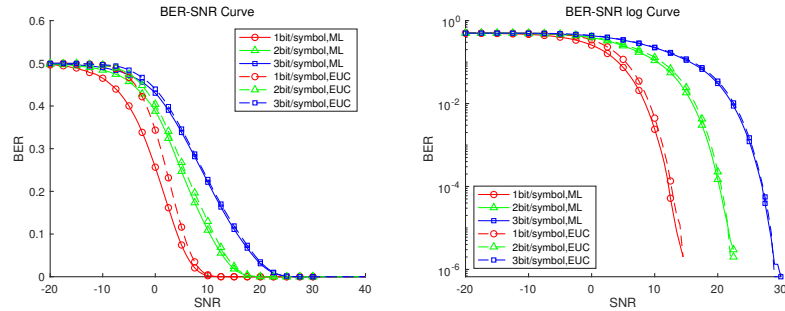 BER-SNR Curve
0.6
0.5
0.4
0.3
0.2
0.1
0
BER
-20
-10
0
10
20
30
40
SNR
1bit/symbol,ML
2bit/symbol,ML
3bit/symbol,ML
1bit/symbol,EUC
2bit/symbol,EUC
3bit/symbol,EUC
BER-SNR log Curve
10^0
10^-2
10^-4
10^-6
BER
-20
-10
0
10
20
30
SNR
1bit/symbol,ML
2bit/symbol,ML
3bit/symbol,ML
1bit/symbol,EUC
2bit/symbol,EUC
3bit/symbol,EUC